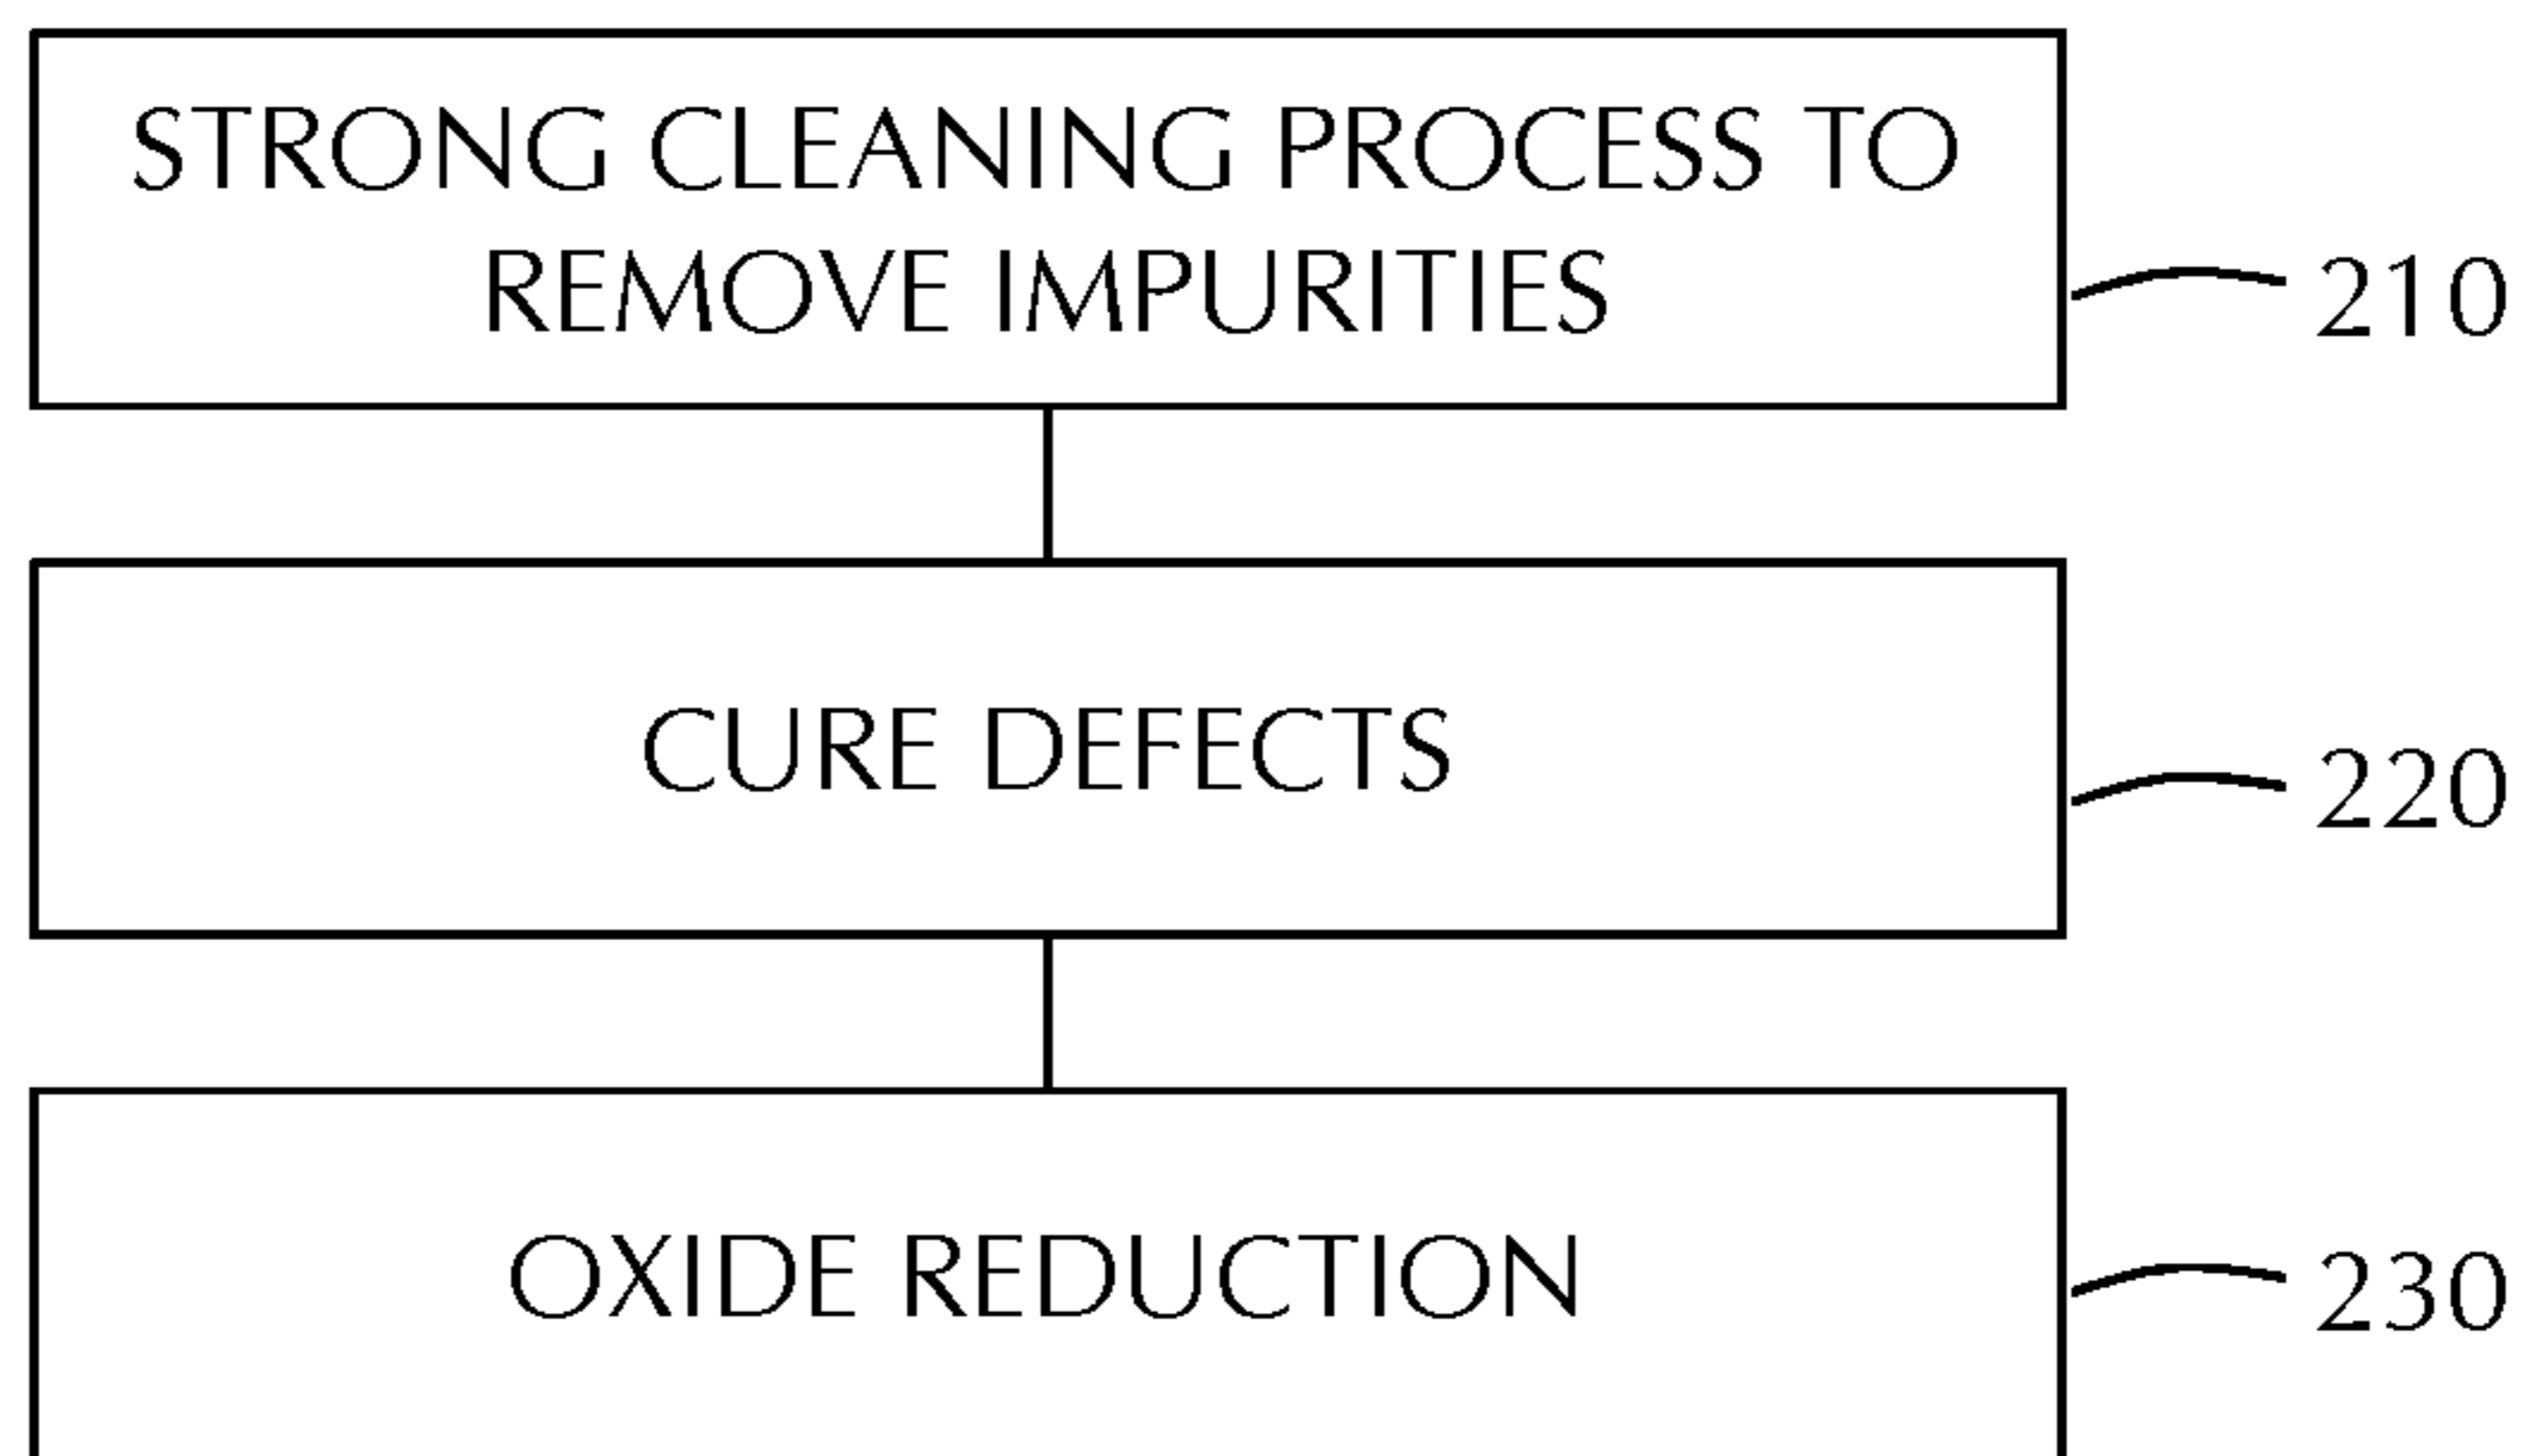 STRONG CLEANING PROCESS TO
REMOVE IMPURITIES
210
CURE DEFECTS
220
OXIDE REDUCTION
230